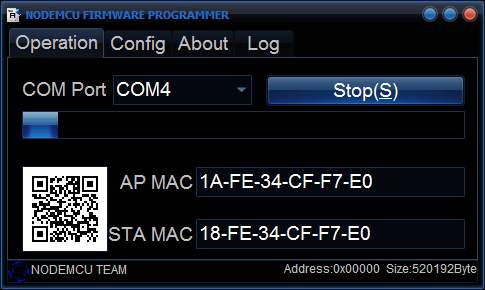 NODEMCU FIRMWARE PROGRAMMER
Operation Config About Log
COM Port COM4 Stop(S)
AP MAC 1A-FE-34-CF-F7-E0
STA MAC 18-FE-34-CF-F7-E0
NODEMCU TEAM Address:0x00000 Size:520192Byte